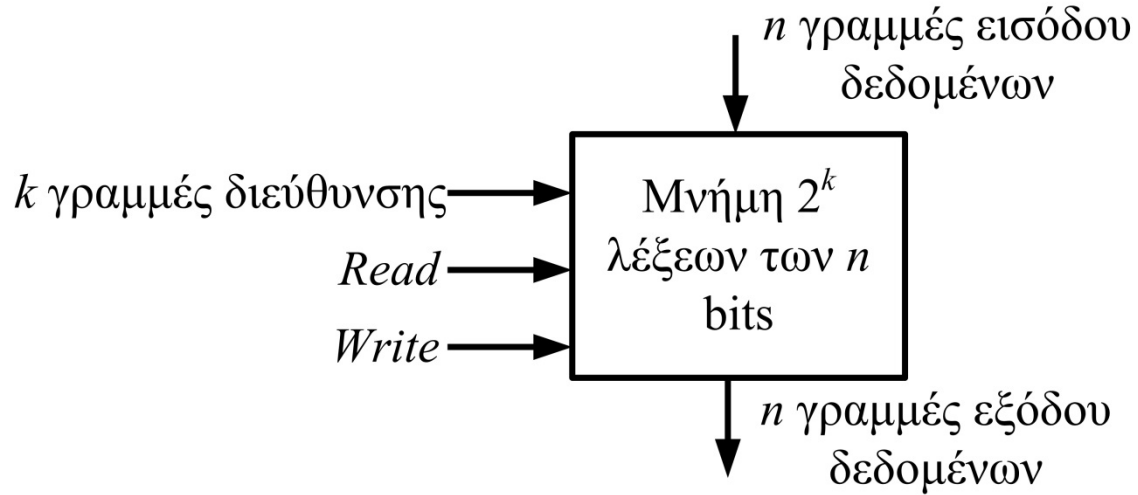 n γραμμές εισόδου
δεδομένων
k γραμμές διεύθυνσης
Read
Write
Μνήμη 2^k
λέξεων των n
bits
n γραμμές εξόδου
δεδομένων